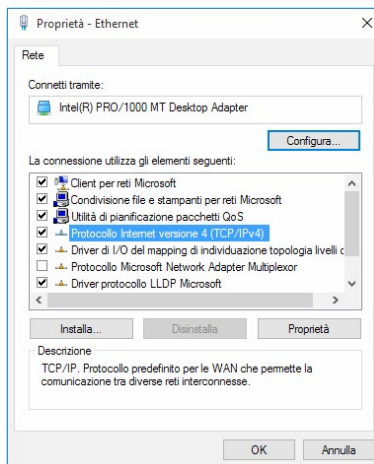 Proprietà - Ethernet
Rete
Connetti tramite:
Intel(R) PRO/1000 MT Desktop Adapter
Configura...
La connessione utilizza gli elementi seguenti:
Client per reti Microsoft
Condivisione file e stampanti per reti Microsoft
Utilità di pianificazione pacchetti QoS
Protocollo Internet versione 4 (TCP/IPv4)
Driver di I/O del mapping di individuazione topologia livelli c
Protocollo Microsoft Network Adapter Multiplexor
Driver protocollo LLDP Microsoft
Installa... Disinstalla Proprietà
Descrizione
TCP/IP. Protocollo predefinito per le WAN che permette la
comunicazione tra diverse reti interconnesse.
OK Annulla